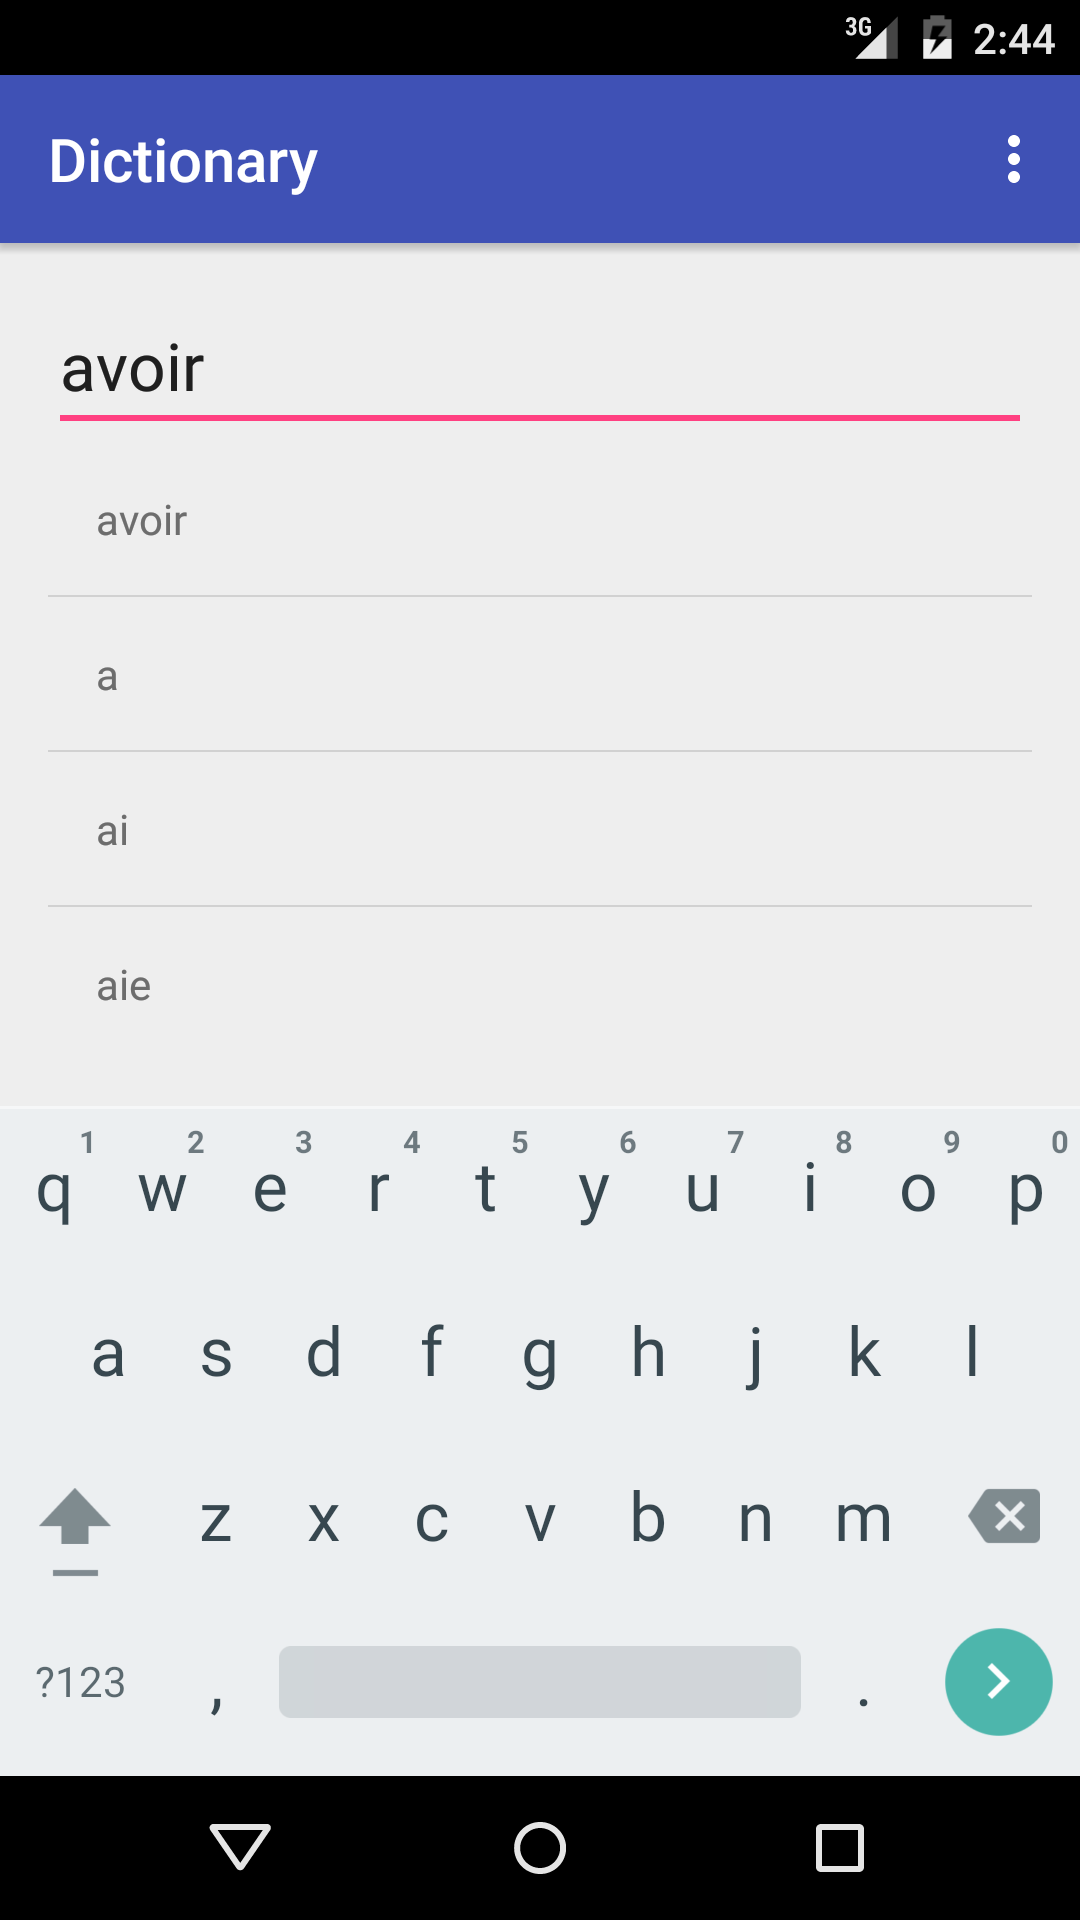 3G 2:44
Dictionary
avoir
avoir
a
ai
aie
1 2 3 4 5 6 7 8 9 0
q w e r t y u i o p
a s d f g h j k l
z x c v b n m
?123 , .